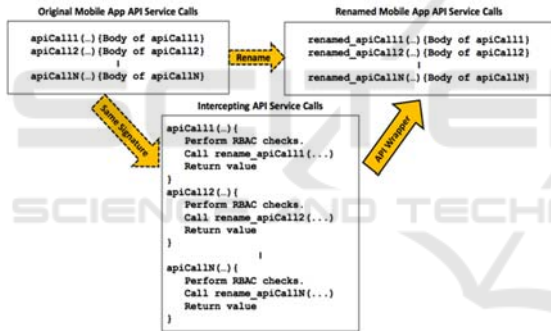 Original Mobile App API Service Calls
apiCall1(…){Body of apiCall1}
apiCall2(…){Body of apiCall2}
apiCallN(…){Body of apiCallN}
Rename
Renamed Mobile App API Service Calls
renamed_apiCall1(…){Body of apiCall1}
renamed_apiCall2(…){Body of apiCall2}
renamed_apiCallN(…){Body of apiCallN}
Same Signature
Intercepting API Service Calls
apiCall1(…){
Perform RBAC checks.
Call rename_apiCall1(...)
Return value
}
apiCall2(…){
Perform RBAC checks.
Call rename_apiCall2(...)
Return value
}
apiCallN(…){
Perform RBAC checks.
Call rename_apiCallN(...)
Return value
}
API Wrapper
SCIENCE AND TECH